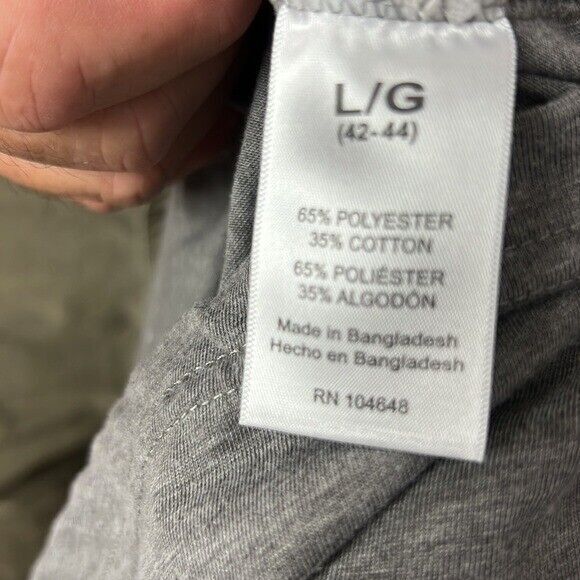 L/G
(42-44)
65% POLYESTER
35% COTTON
65% POLIÉSTER
35% ALGODÓN
Made in Bangladesh
Hecho en Bangladesh
RN 104648